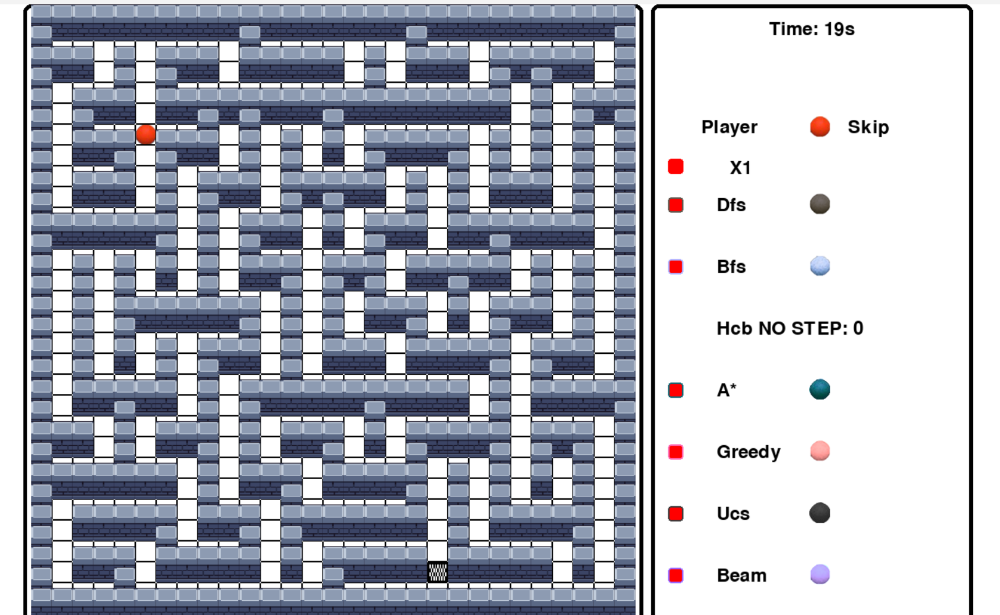 Time: 19s
Player Skip
X1
Dfs
Bfs
Hcb NO STEP: 0
A*
Greedy
Ucs
Beam